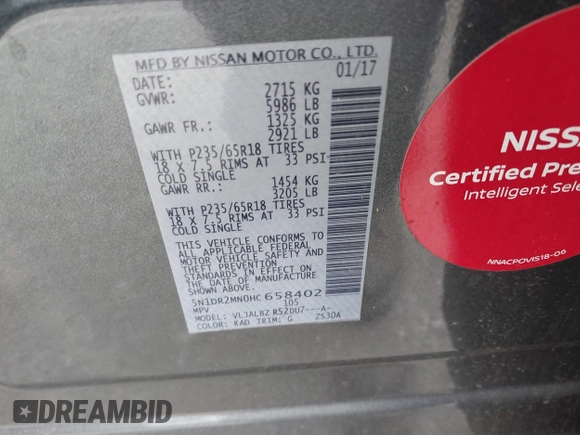 MFD BY NISSAN MOTOR CO., LTD.
DATE: 01/17
GVWR: 2715 KG
5986 LB
GAWR FR.: 1325 KG
2921 LB
WITH P235/65R18 TIRES
18 X 7.5 RIMS AT 33 PSI
COLD SINGLE
GAWR RR.: 1454 KG
3205 LB
WITH P235/65R18 TIRES
18 X 7.5 RIMS AT 33 PSI
COLD SINGLE
THIS VEHICLE CONFORMS TO
ALL APPLICABLE FEDERAL
MOTOR VEHICLE SAFETY AND
THEFT PREVENTION
STANDARDS IN EFFECT ON
THE DATE OF MANUFACTURE
SHOWN ABOVE.
5N1DR2MN0HC658402
MPV 105
MODEL: VLJALBZ R52DU7---A-
COLOR: KAD TRIM: G ZS30A
NISSA
Certified Pre
Intelligent Sele
NNACPOVIS18-06
DREAMBID